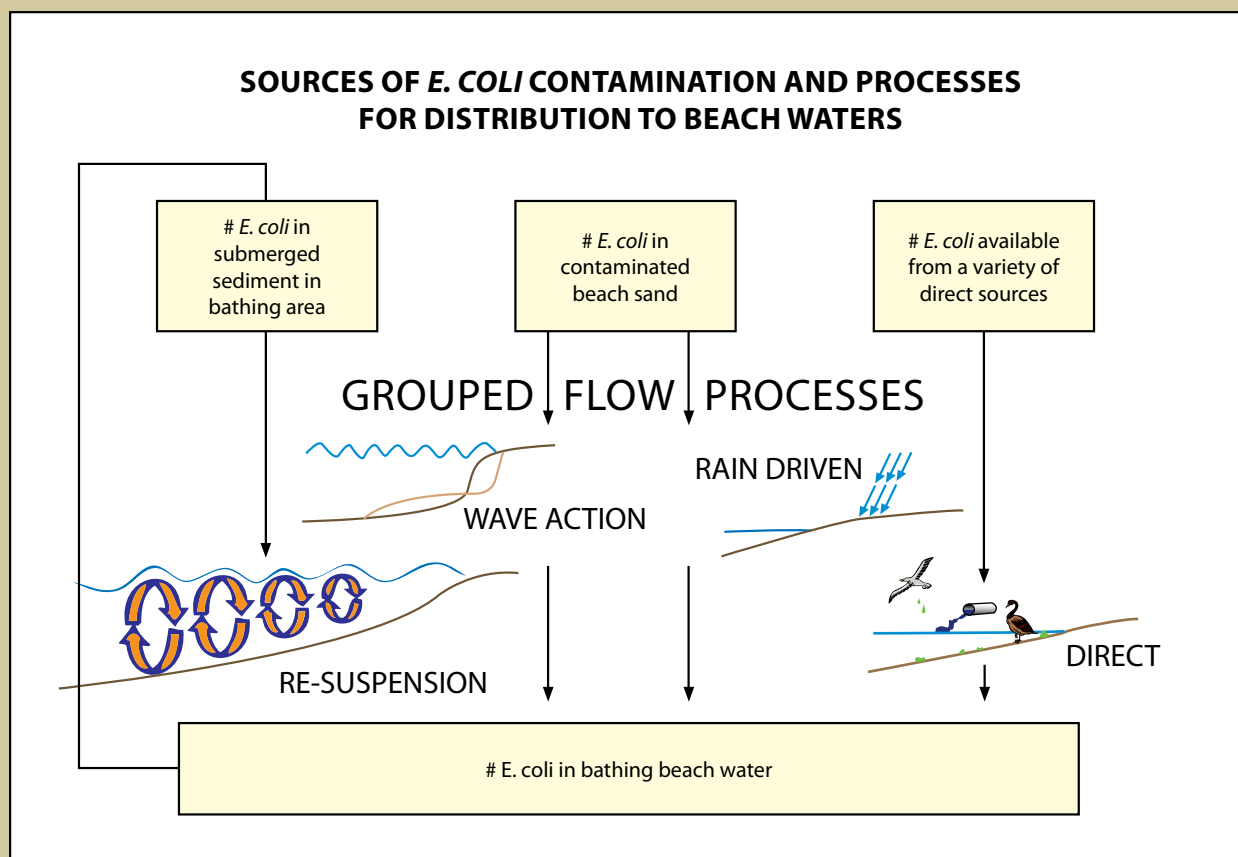 SOURCES OF E. COLI CONTAMINATION AND PROCESSES
FOR DISTRIBUTION TO BEACH WATERS
# E. coli in
submerged
sediment in
bathing area
# E. coli in
contaminated
beach sand
# E. coli available
from a variety of
direct sources
GROUPED FLOW PROCESSES
RAIN DRIVEN
WAVE ACTION
DIRECT
RE-SUSPENSION
# E. coli in bathing beach water